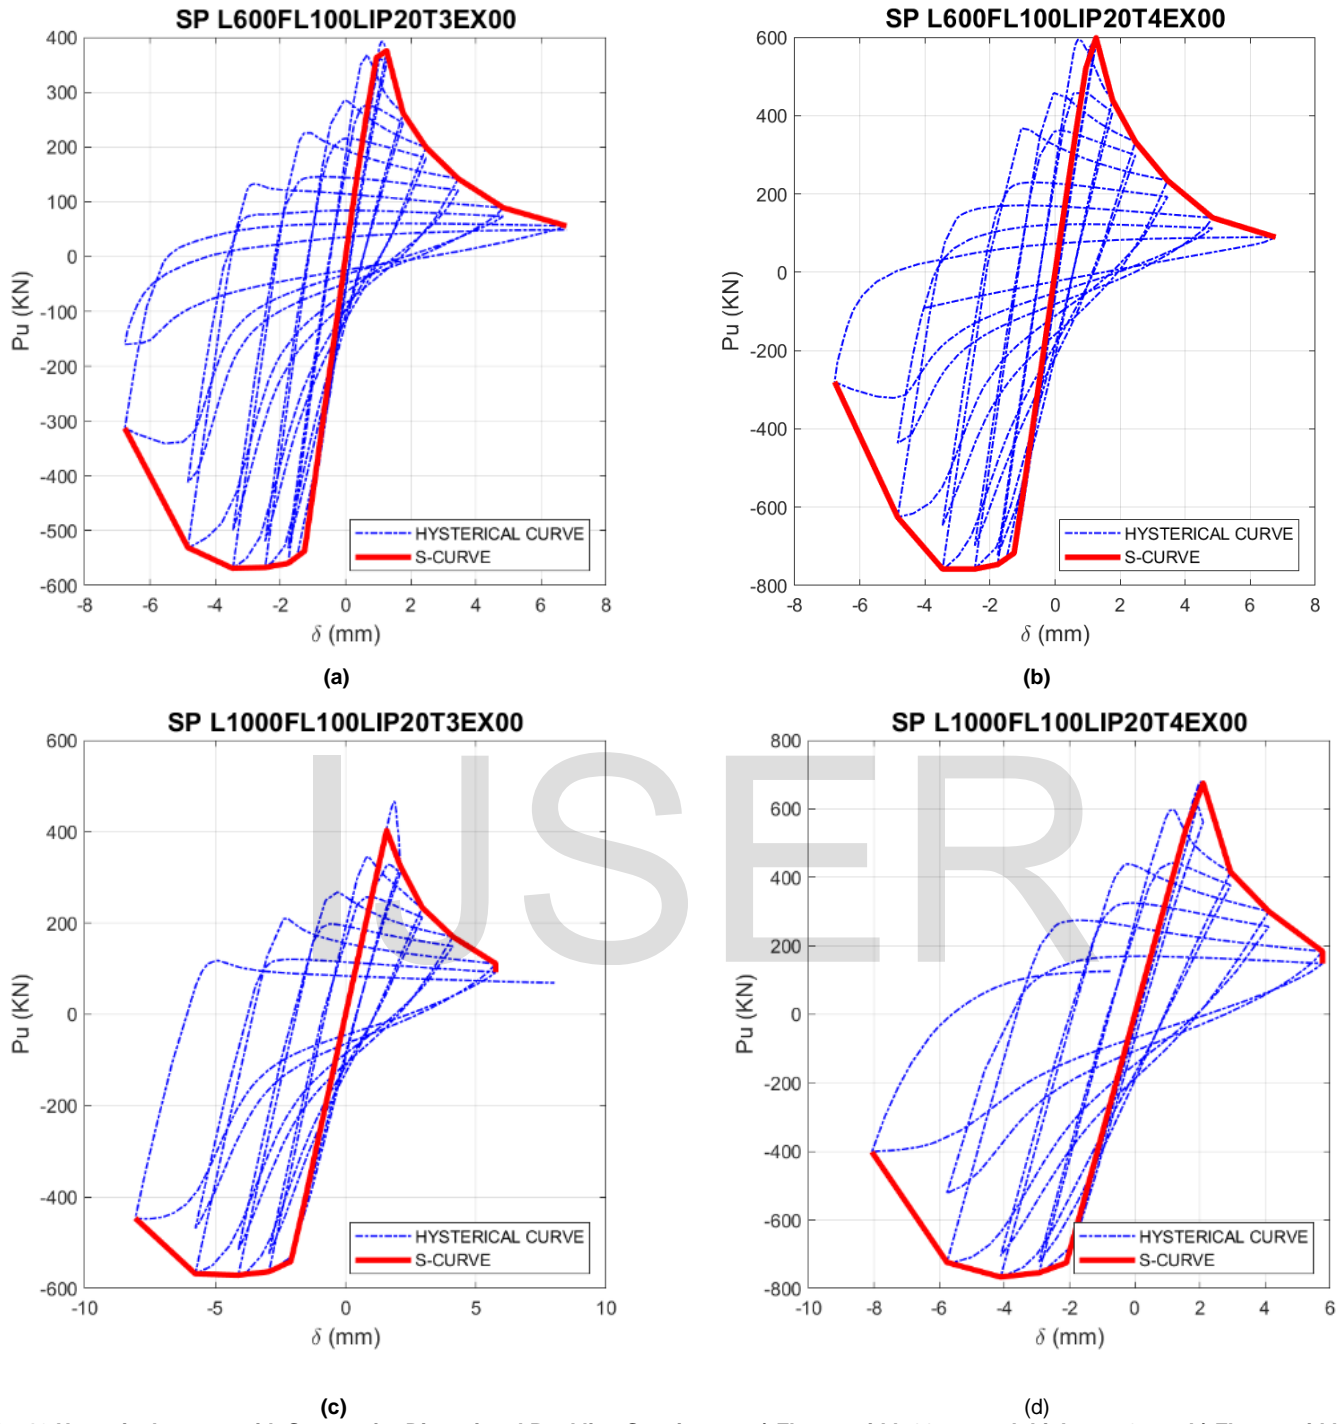 SP L600FL100LIP20T3EX00
400
300
200
100
0
-100
-200
-300
-400
-500
-600
Pu (KN)
HYSTERICAL CURVE
S-CURVE
-8 -6 -4 -2 0 2 4 6 8
δ (mm)
(a)
SP L600FL100LIP20T4EX00
600
400
200
0
-200
-400
-600
-800
Pu (KN)
HYSTERICAL CURVE
S-CURVE
-8 -6 -4 -2 0 2 4 6 8
δ (mm)
(b)
SP L1000FL100LIP20T3EX00
600
400
200
0
-200
-400
-600
Pu (KN)
HYSTERICAL CURVE
S-CURVE
-10 -5 0 5 10
δ (mm)
(c)
SP L1000FL100LIP20T4EX00
800
600
400
200
0
-200
-400
-600
-800
Pu (KN)
HYSTERICAL CURVE
S-CURVE
-10 -8 -6 -4 -2 0 2 4 6
δ (mm)
(d)
IJSER